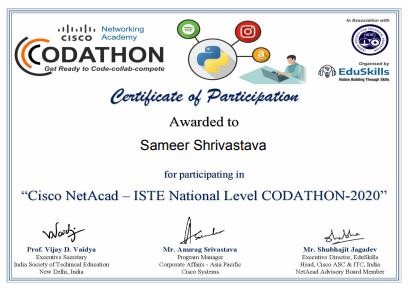 CISCO
Networking
Academy
CODATHON
Get Ready to Code-collab-compete
In Association with
Organised by
EduSkills
Nation Building Through Skills
Certificate of Participation
Awarded to
Sameer Shrivastava
for participating in
“Cisco NetAcad – ISTE National Level CODATHON-2020”
Prof. Vijay D. Vaidya
Executive Secretary
India Society of Technical Education
New Delhi, India
Mr. Anurag Srivastava
Program Manager
Corporate Affairs - Asia Pacific
Cisco Systems
Mr. Shubhajit Jagadev
Executive Director, EduSkills
Head, Cisco ASC & ITC, India
NetAcad Advisory Board Member